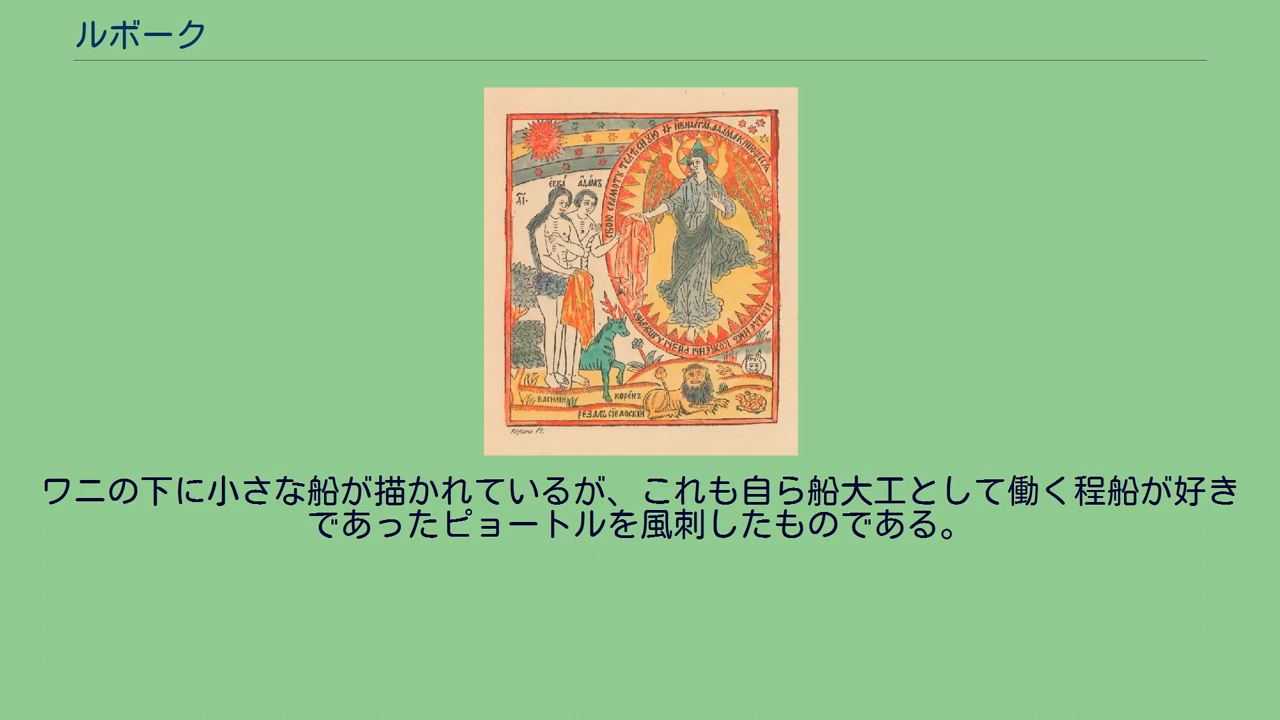 ルボーク
ЕВВА АДАМЪ
КОРЕНЬ
ワニの下に小さな船が描かれているが、これも自ら船大工として働く程船が好き
であったピョートルを風刺したものである。